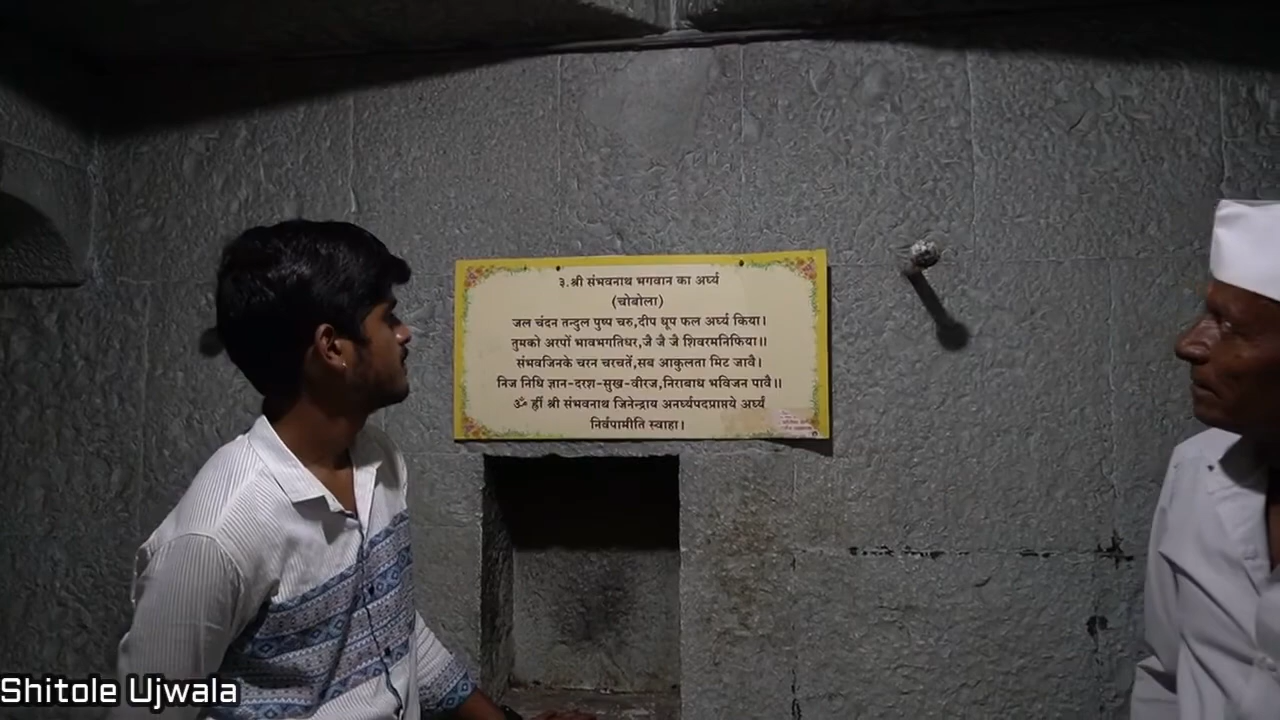 ३.श्री संभवनाथ भगवान का अर्घ्य
(चोबोला)
जल चंदन तन्दुल पुष्प चरु,दीप धूप फल अर्घ्य किया।
तुमको अरपों भावभगतिधर,जै जै जै शिवरमनिफिया॥
संभवजिनके चरन चरचतें,सब आकुलता मिट जावै।
निज निधि ज्ञान-दरश-सुख-वीरज,निराबाध भविजन पावै॥
ॐ ह्रीं श्री संभवनाथ जिनेन्द्राय अनर्घ्यपदप्राप्तये अर्घ्यं
निर्वपामीति स्वाहा।
Shitole Ujwala